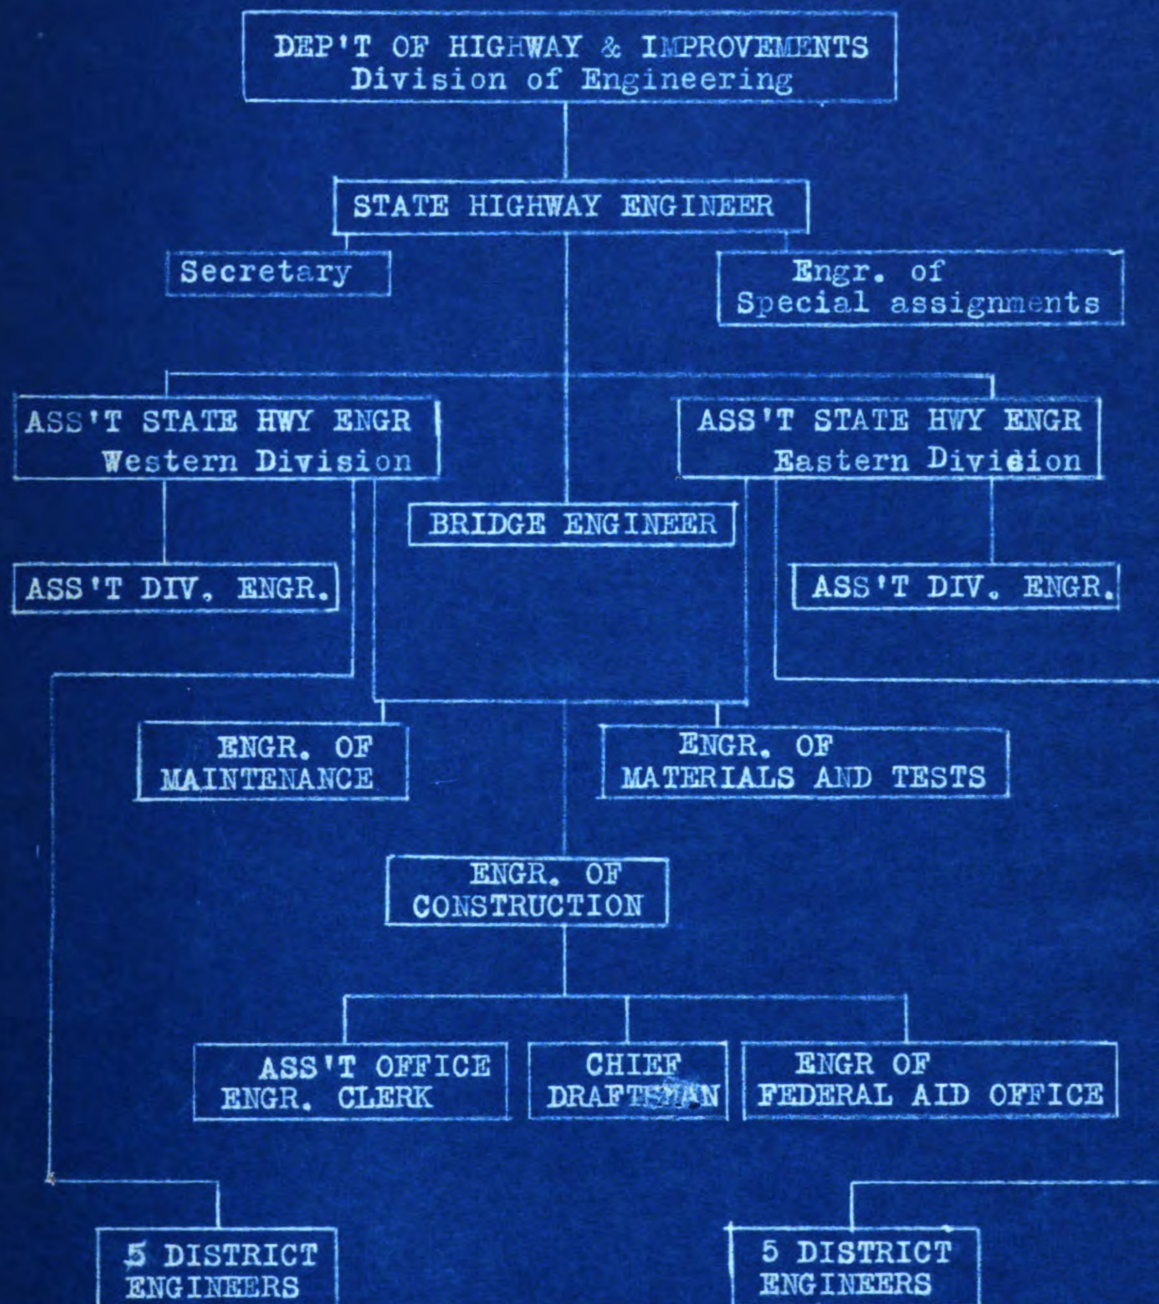 DEP'T OF HIGHWAY & IMPROVEMENTS
Division of Engineering
STATE HIGHWAY ENGINEER
Secretary
Engr. of
Special assignments
ASS'T STATE HWY ENGR
Western Division
ASS'T STATE HWY ENGR
Eastern Division
BRIDGE ENGINEER
ASS'T DIV. ENGR.
ASS'T DIV. ENGR.
ENGR. OF
MAINTENANCE
ENGR. OF
MATERIALS AND TESTS
ENGR. OF
CONSTRUCTION
ASS'T OFFICE
ENGR. CLERK
CHIEF
DRAFTSMAN
ENGR OF
FEDERAL AID OFFICE
5 DISTRICT
ENGINEERS
5 DISTRICT
ENGINEERS